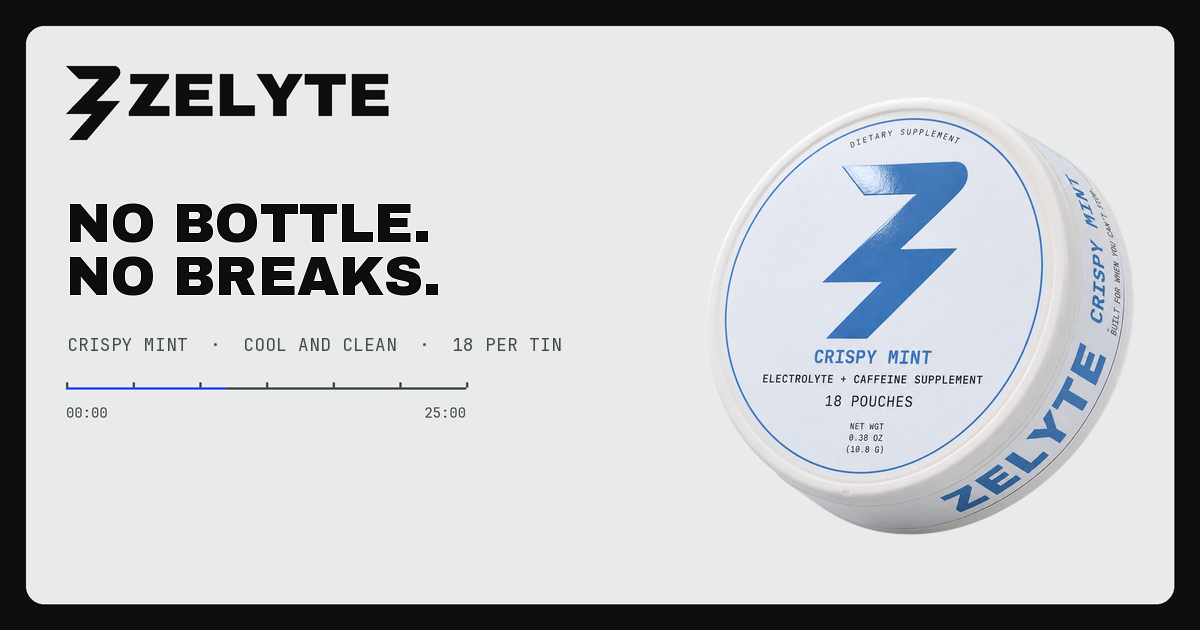 ZELYTE
NO BOTTLE.
NO BREAKS.
CRISPY MINT · COOL AND CLEAN · 18 PER TIN
00:00 25:00
DIETARY SUPPLEMENT
CRISPY MINT
ELECTROLYTE + CAFFEINE SUPPLEMENT
18 POUCHES
NET WGT
0.38 OZ
(10.8 G)
ZELYTE CRISPY MINT
BUILT FOR WHEN YOU CAN'T STOP.